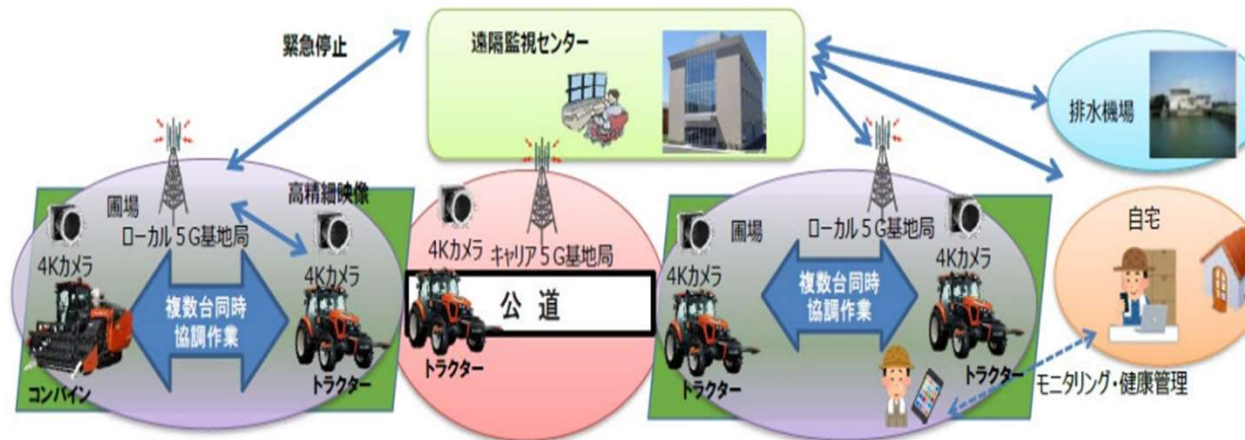 緊急停止
遠隔監視センター
排水機場
圃場
ローカル5G基地局
高精細映像
4Kカメラ
4Kカメラ
複数台同時
協調作業
コンバイン
トラクター
4Kカメラ
キャリア5G基地局
公 道
トラクター
圃場
ローカル5G基地局
4Kカメラ
4Kカメラ
複数台同時
協調作業
トラクター
トラクター
自宅
モニタリング・健康管理